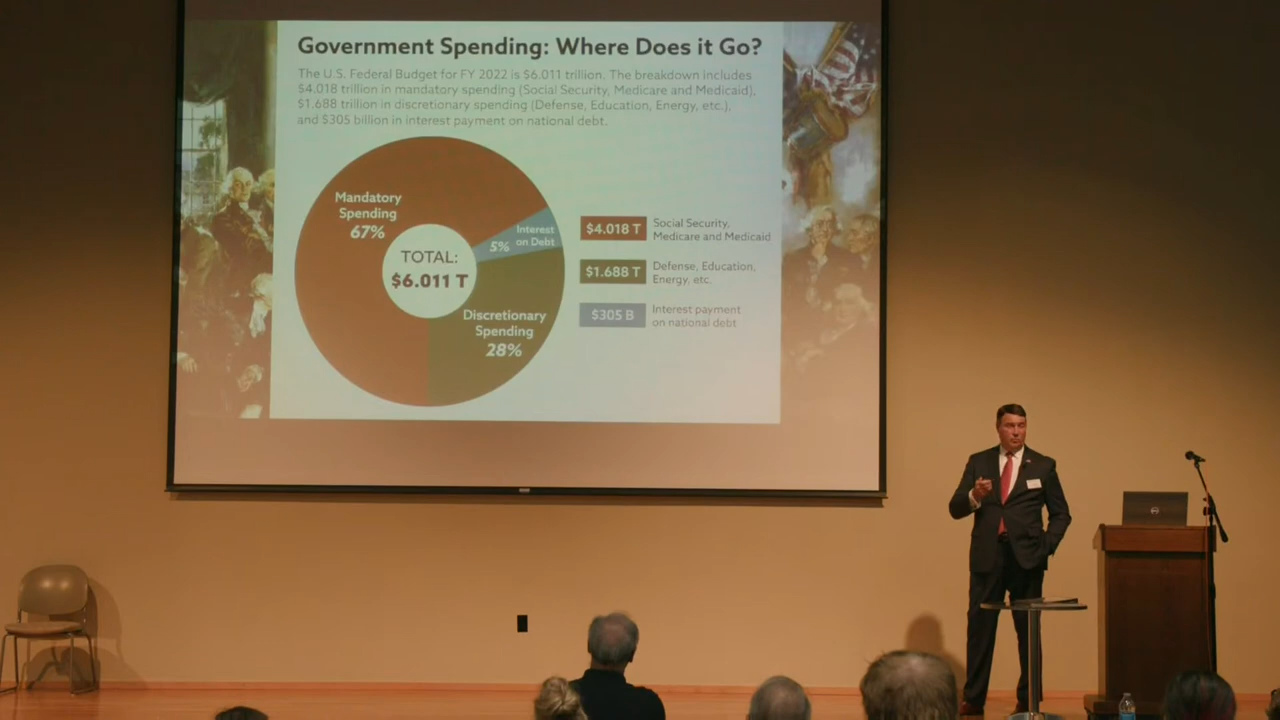 Government Spending: Where Does it Go?
The U.S. Federal Budget for FY 2022 is $6.011 trillion. The breakdown includes
$4.018 trillion in mandatory spending (Social Security, Medicare and Medicaid),
$1.688 trillion in discretionary spending (Defense, Education, Energy, etc.),
and $305 billion in interest payment on national debt.
Mandatory
Spending
67%
Interest
on Debt
5%
TOTAL:
$6.011 T
Discretionary
Spending
28%
$4.018 T
Social Security,
Medicare and Medicaid
$1.688 T
Defense, Education,
Energy, etc.
$305 B
Interest payment
on national debt